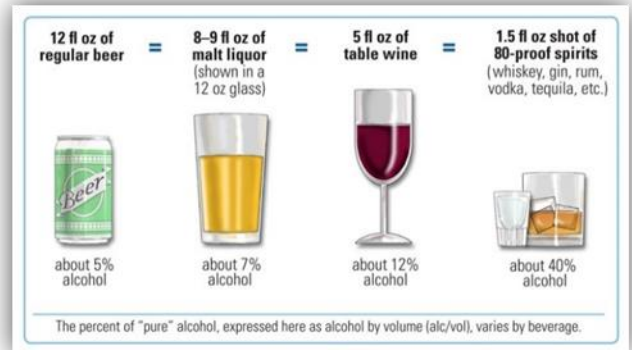 12 fl oz of
regular beer
=
8–9 fl oz of
malt liquor
(shown in a
12 oz glass)
=
5 fl oz of
table wine
=
1.5 fl oz shot of
80-proof spirits
(whiskey, gin, rum,
vodka, tequila, etc.)
Beer
about 5%
alcohol
about 7%
alcohol
about 12%
alcohol
about 40%
alcohol
The percent of "pure" alcohol, expressed here as alcohol by volume (alc/vol), varies by beverage.